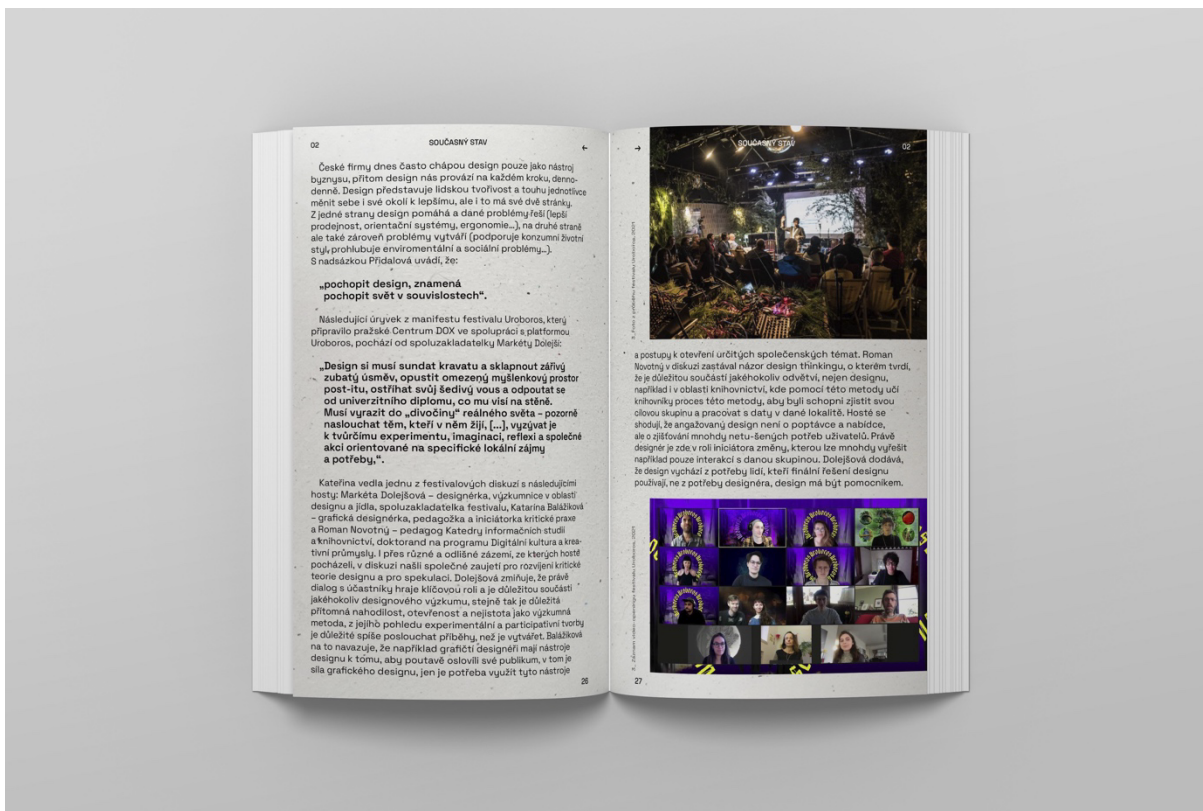 02
SOUČASNÝ STAV
←
České firmy dnes často chápou design pouze jako nástroj
byznysu, přitom design nás provází na každém kroku, denno-
denně. Design představuje lidskou tvořivost a touhu jednotlivce
měnit sebe i své okolí k lepšímu, ale i to má své dvě stránky.
Z jedné strany design pomáhá a dané problémy řeší (lepší
prodejnost, orientační systémy, ergonomie…), na druhé straně
ale také zároveň problémy vytváří (podporuje konzumní životní
styl, prohlubuje enviromentální a sociální problémy…).
S nadsázkou Přidalová uvádí, že:
„pochopit design, znamená
pochopit svět v souvislostech“.
Následující úryvek z manifestu festivalu Uroboros, který
připravilo pražské Centrum DOX ve spolupráci s platformou
Uroboros, pochází od spoluzakladatelky Markéty Dolejší:
„Design si musí sundat kravatu a sklapnout zářivý
zubatý úsměv, opustit omezený myšlenkový prostor
post-itu, ostříhat svůj šedivý vous a odpoutat se
od univerzitního diplomu, co mu visí na stěně.
Musí vyrazit do „divočiny“ reálného světa – pozorně
naslouchat těm, kteří v něm žijí, [...], vyzývat je
k tvůrčímu experimentu, imaginaci, reflexi a společné
akci orientované na specifické lokální zájmy
a potřeby,“.
Kateřina vedla jednu z festivalových diskuzí s následujícími
hosty: Markéta Dolejšová – designérka, výzkumnice v oblasti
designu a jídla, spoluzakladatelka festivalu, Katarína Balážiková
– grafická designérka, pedagožka a iniciátorka kritické praxe
a Roman Novotný – pedagog Katedry informačních studií
a knihovnictví, doktorand na programu Digitální kultura a krea-
tivní průmysly. I přes různé a odlišné zázemí, ze kterých hosté
pocházeli, v diskuzi našli společné zaujetí pro rozvíjení kritické
teorie designu a pro spekulaci. Dolejšová zmiňuje, že právě
dialog s účastníky hraje klíčovou roli a je důležitou součástí
jakéhokoliv designového výzkumu, stejně tak je důležitá
přítomná nahodilost, otevřenost a nejistota jako výzkumná
metoda, z jejího pohledu experimentální a participativní tvorby
je důležité spíše poslouchat příběhy, než je vytvářet. Balážiková
na to navazuje, že například grafičtí designéři mají nástroje
designu k tomu, aby poutavě oslovili své publikum, v tom je
síla grafického designu, jen je potřeba využít tyto nástroje
26
→
SOUČASNÝ STAV
02
a postupy k otevření určitých společenských témat. Roman
Novotný v diskuzi zastával názor design thinkingu, o kterém tvrdí,
že je důležitou součástí jakéhokoliv odvětví, nejen designu,
například i v oblasti knihovnictví, kde pomocí této metody učí
knihovníky proces této metody, aby byli schopni zjistit svou
cílovou skupinu a pracovat s daty v dané lokalitě. Hosté se
shodují, že angažovaný design není o poptávce a nabídce,
ale o zjišťování mnohdy netu-šených potřeb uživatelů. Právě
designér je zde v roli iniciátora změny, kterou lze mnohdy vyřešit
například pouze interakcí s danou skupinou. Dolejšová dodává,
že design vychází z potřeby lidí, kteří finální řešení designu
používají, ne z potřeby designéra, design má být pomocníkem.
27